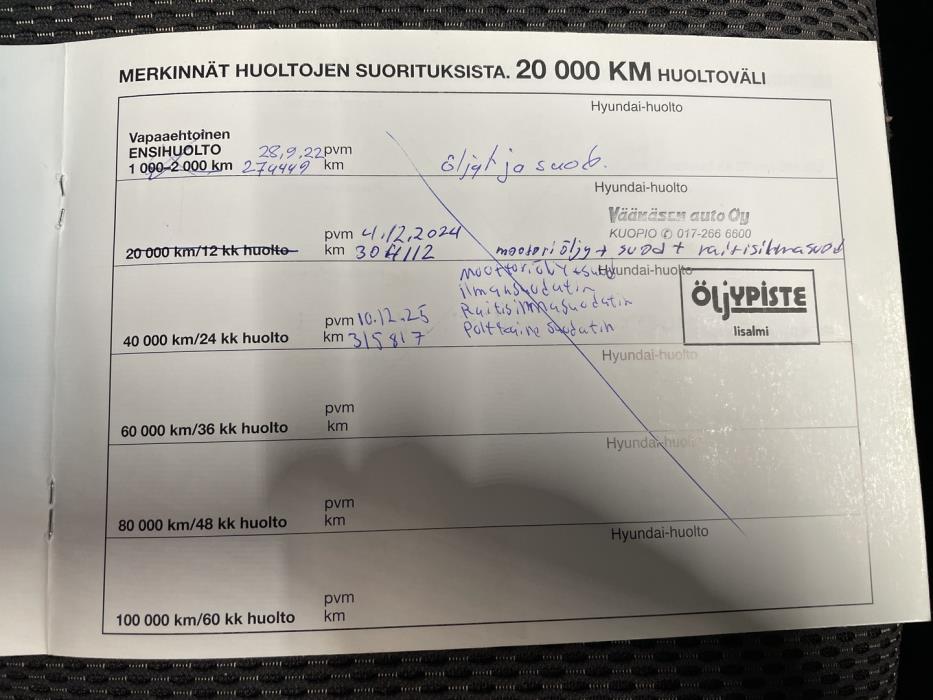 MERKINNÄT HUOLTOJEN SUORITUKSISTA. 20 000 KM HUOLTOVÄLI
Hyundai-huolto
Vapaaehtoinen
ENSIHUOLTO 28.9.22 pvm
1 000-2 000 km 274449 km öljyt ja suod.
Hyundai-huolto
Väänäsen auto Oy
KUOPIO ✆ 017-266 6600
pvm 4.12.2024
20 000 km/12 kk huolto km 304112 moottoriöljy + suod + raitisilmasuod
Hyundai-huolto
Moottoriöljy + suod
ilmansuodatin
Raitisilmasuodatin
Polttoaine suodatin
pvm 10.12.25
40 000 km/24 kk huolto km 315817
ÖLJYPISTE
Iisalmi
Hyundai-huolto
pvm
60 000 km/36 kk huolto km
Hyundai-huolto
pvm
80 000 km/48 kk huolto km
Hyundai-huolto
pvm
100 000 km/60 kk huolto km